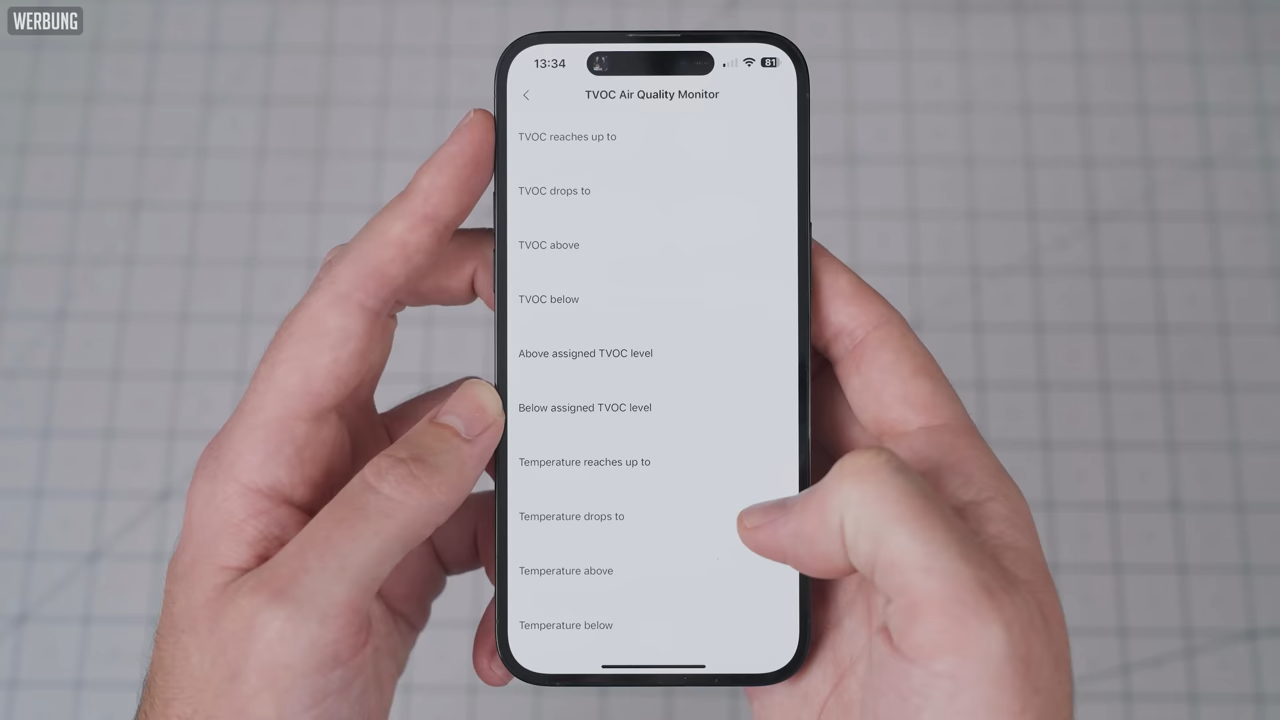 WERBUNG
13:34
81
TVOC Air Quality Monitor
TVOC reaches up to
TVOC drops to
TVOC above
TVOC below
Above assigned TVOC level
Below assigned TVOC level
Temperature reaches up to
Temperature drops to
Temperature above
Temperature below